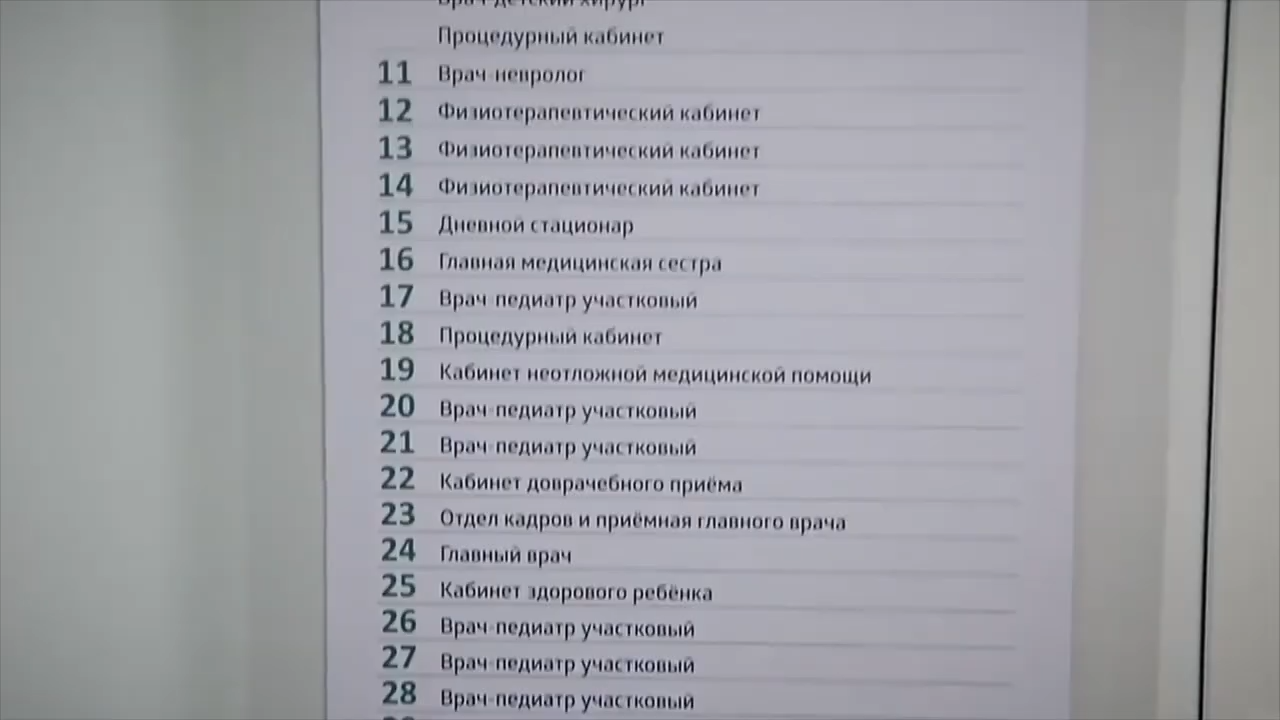 Врач-детский хирург
Процедурный кабинет
11 Врач-невролог
12 Физиотерапевтический кабинет
13 Физиотерапевтический кабинет
14 Физиотерапевтический кабинет
15 Дневной стационар
16 Главная медицинская сестра
17 Врач-педиатр участковый
18 Процедурный кабинет
19 Кабинет неотложной медицинской помощи
20 Врач-педиатр участковый
21 Врач-педиатр участковый
22 Кабинет доврачебного приёма
23 Отдел кадров и приёмная главного врача
24 Главный врач
25 Кабинет здорового ребёнка
26 Врач-педиатр участковый
27 Врач-педиатр участковый
28 Врач-педиатр участковый